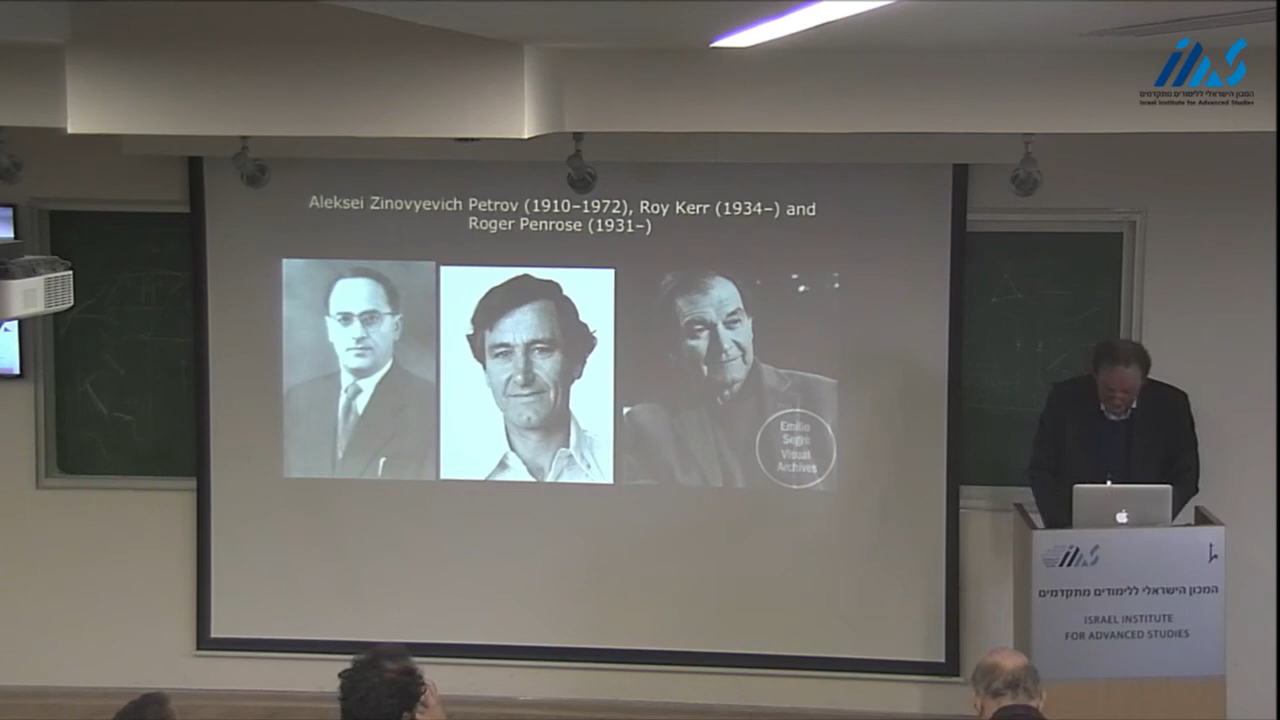 המכון הישראלי ללימודים מתקדמים
Israel Institute for Advanced Studies
Aleksei Zinovyevich Petrov (1910–1972), Roy Kerr (1934–) and
Roger Penrose (1931–)
Emilio
Segrè
Visual
Archives
המכון הישראלי ללימודים מתקדמים
ISRAEL INSTITUTE
FOR ADVANCED STUDIES